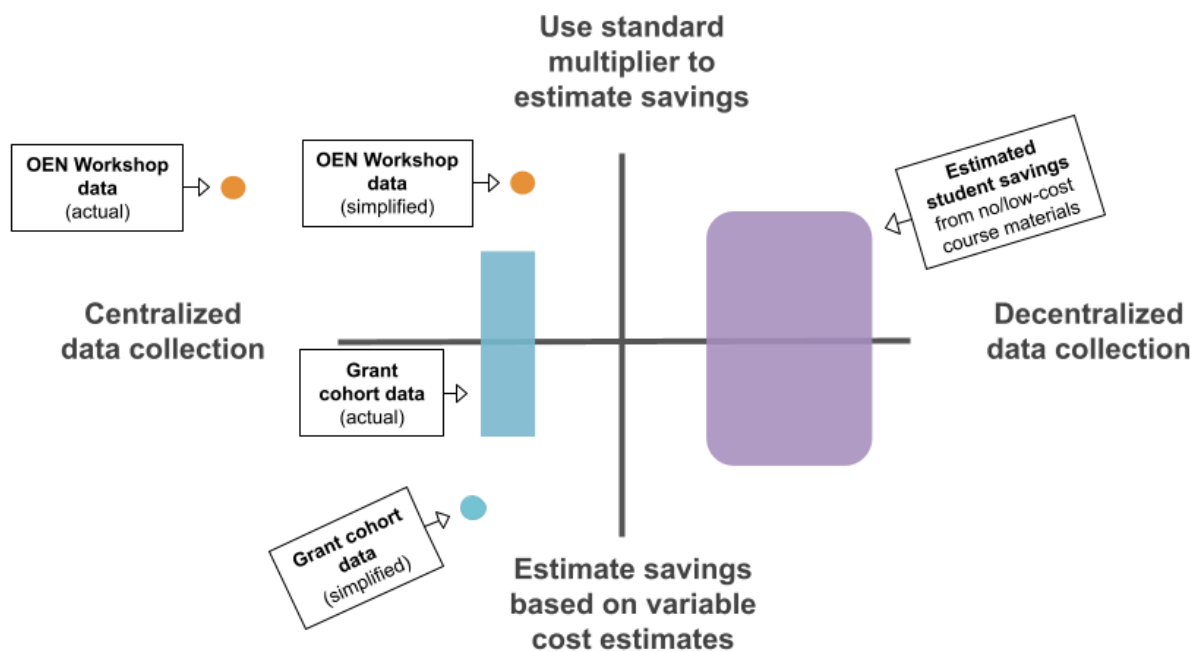 Use standard
multiplier to
estimate savings
OEN Workshop
data
(actual)
OEN Workshop
data
(simplified)
Estimated
student savings
from no/low-cost
course materials
Centralized
data collection
Decentralized
data collection
Grant
cohort data
(actual)
Grant cohort
data
(simplified)
Estimate savings
based on variable
cost estimates